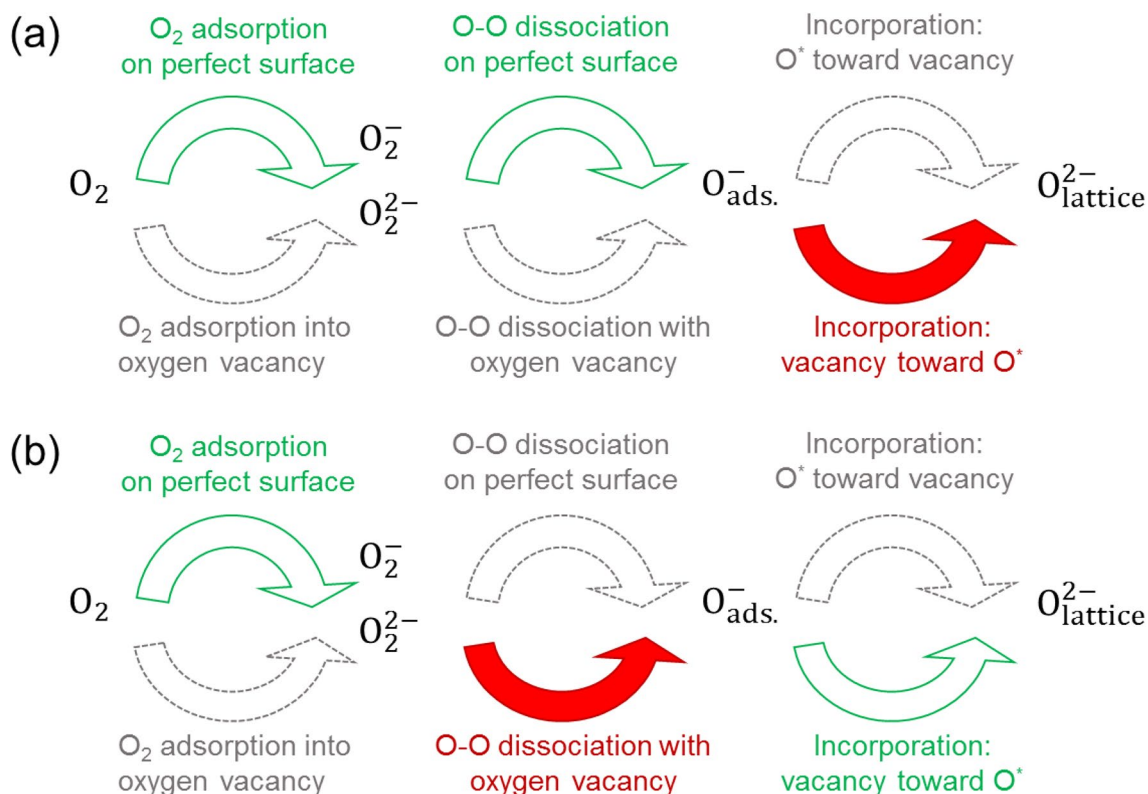 (a)
O₂ adsorption
on perfect surface
O-O dissociation
on perfect surface
Incorporation:
O* toward vacancy
O₂
O₂⁻
O₂²⁻
O⁻ads.
O²⁻lattice
O₂ adsorption into
oxygen vacancy
O-O dissociation with
oxygen vacancy
Incorporation:
vacancy toward O*
(b)
O₂ adsorption
on perfect surface
O-O dissociation
on perfect surface
Incorporation:
O* toward vacancy
O₂
O₂⁻
O₂²⁻
O⁻ads.
O²⁻lattice
O₂ adsorption into
oxygen vacancy
O-O dissociation with
oxygen vacancy
Incorporation:
vacancy toward O*